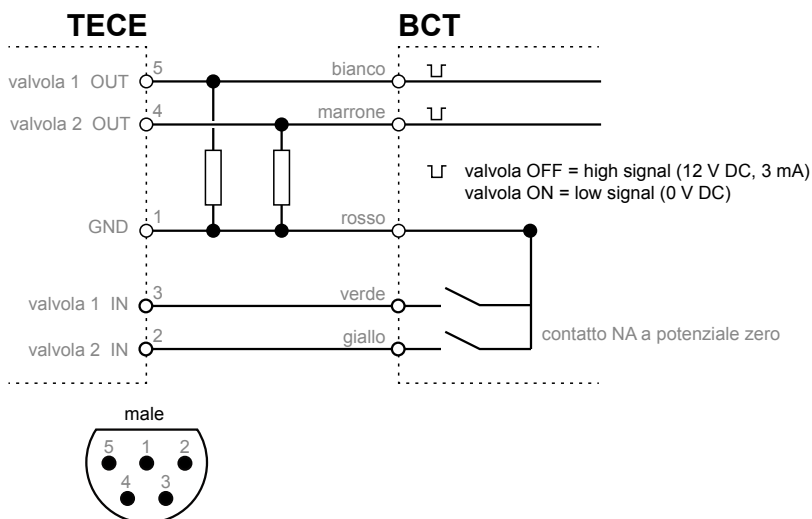 TECE
BCT
valvola 1 OUT 5 bianco
valvola 2 OUT 4 marrone
valvola OFF = high signal (12 V DC, 3 mA)
valvola ON = low signal (0 V DC)
GND 1 rosso
valvola 1 IN 3 verde
valvola 2 IN 2 giallo
contatto NA a potenziale zero
male
5 1 2
4 3